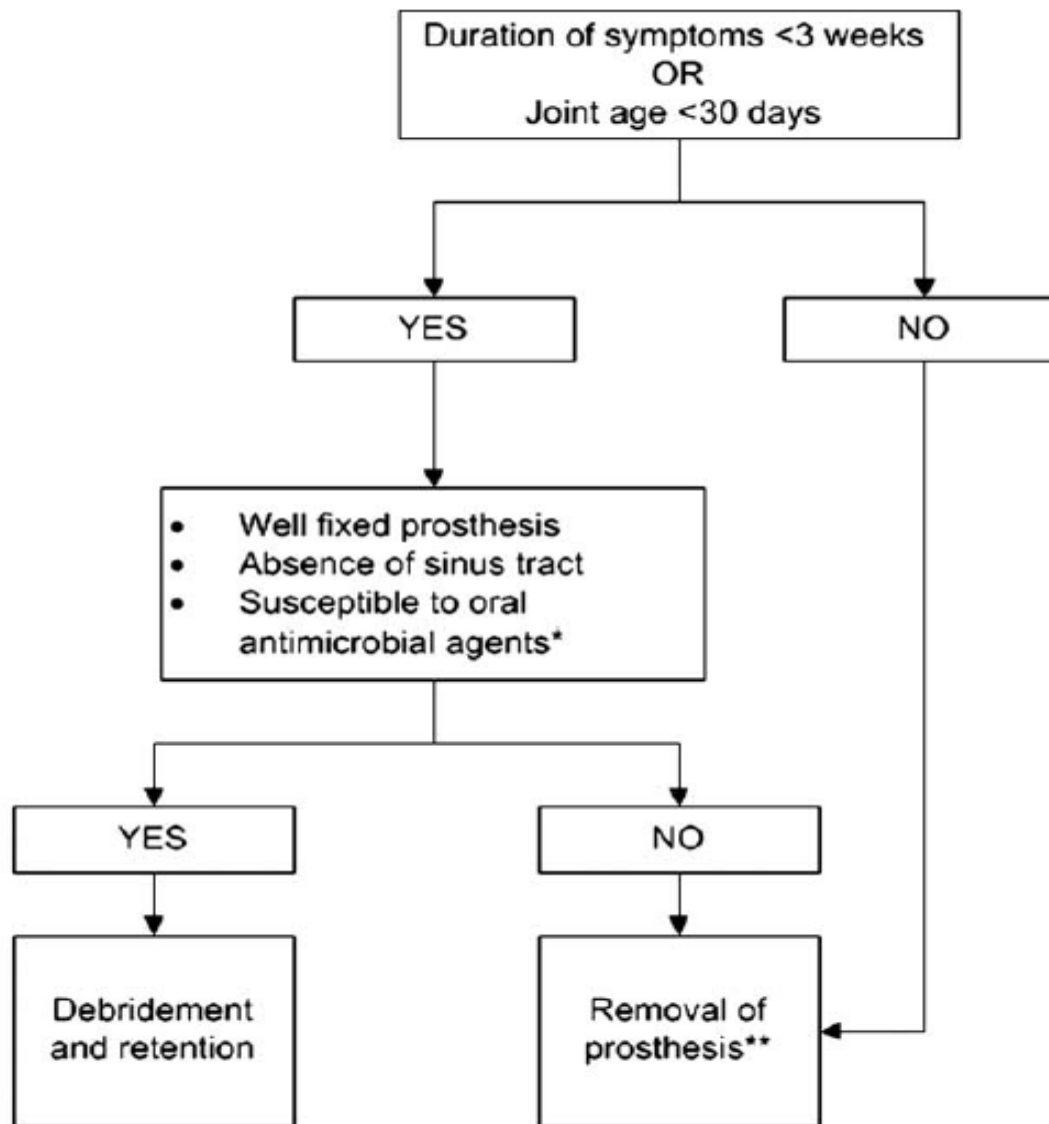 Duration of symptoms <3 weeks
OR
Joint age <30 days
YES
NO
• Well fixed prosthesis
• Absence of sinus tract
• Susceptible to oral
antimicrobial agents*
YES
NO
Debridement
and retention
Removal of
prosthesis**